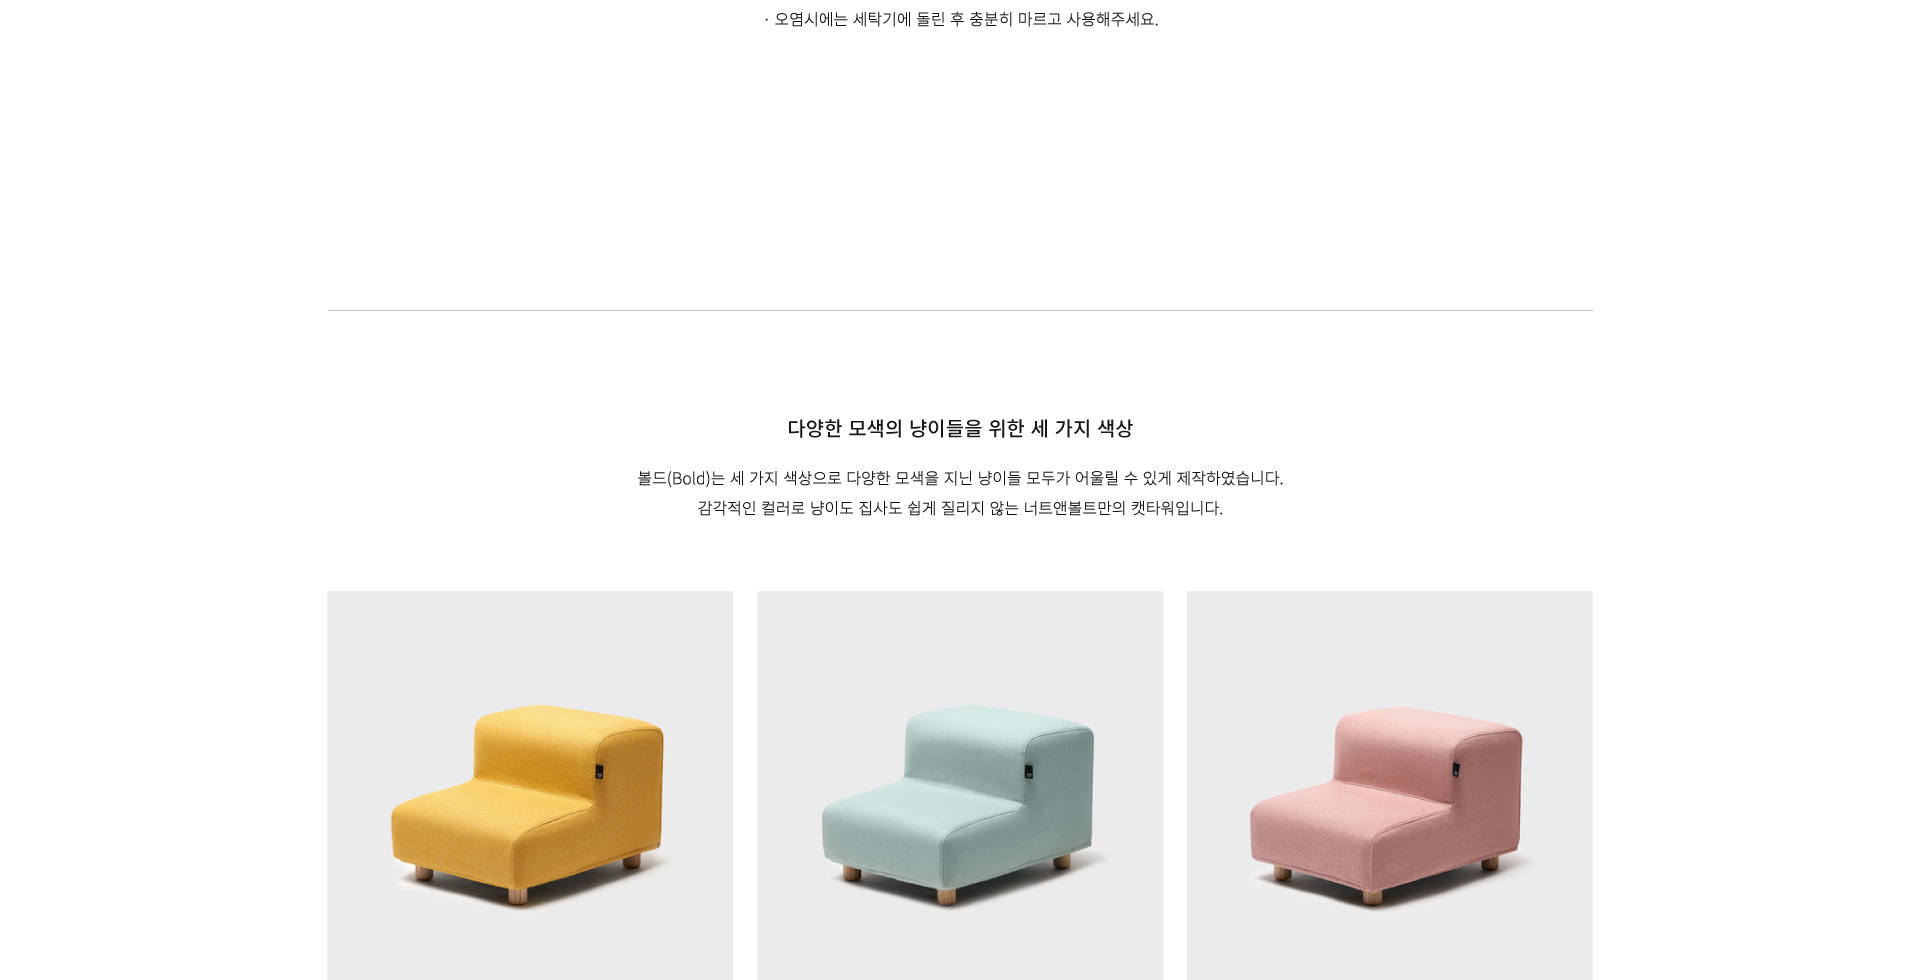 · 오염시에는 세탁기에 돌린 후 충분히 마르고 사용해주세요.
다양한 모색의 냥이들을 위한 세 가지 색상
볼드(Bold)는 세 가지 색상으로 다양한 모색을 지닌 냥이들 모두가 어울릴 수 있게 제작하였습니다.
감각적인 컬러로 냥이도 집사도 쉽게 질리지 않는 너트앤볼트만의 캣타워입니다.